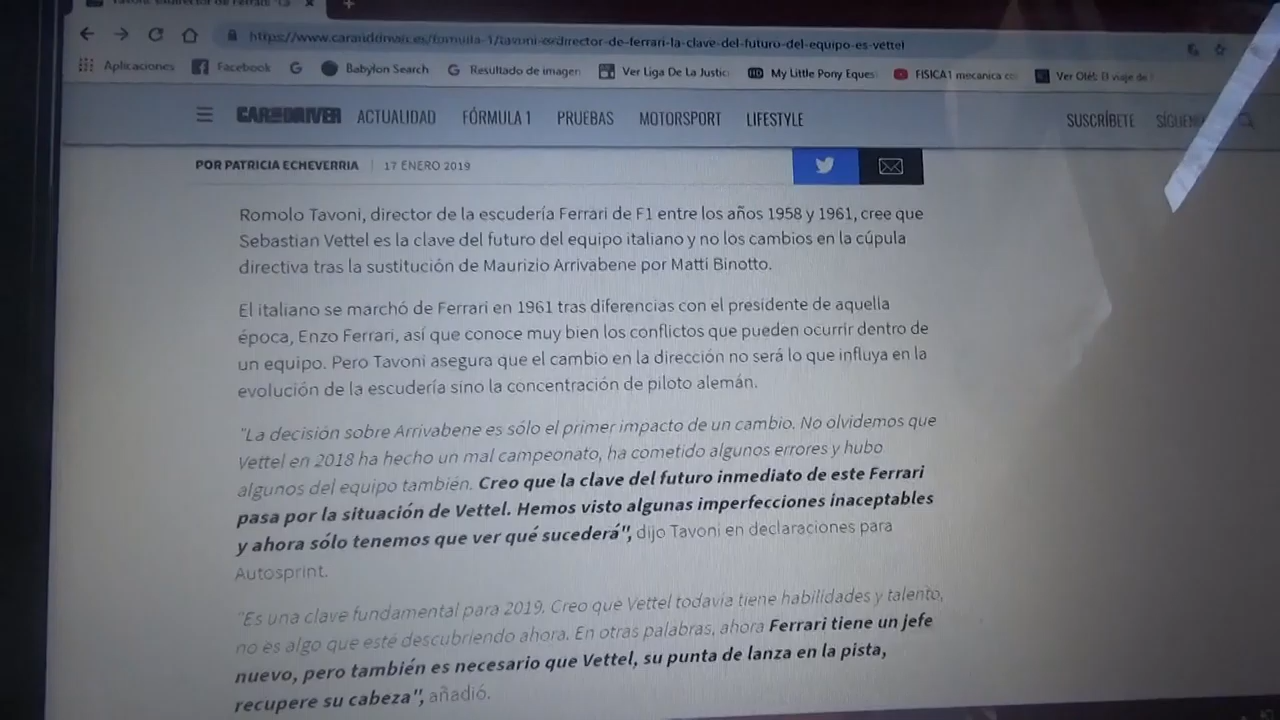 https://www.caranddriver.es/formula-1/tavoni-exdirector-de-ferrari-la-clave-del-futuro-del-equipo-es-vettel
Aplicaciones Facebook Babylon Search Resultado de imagen Ver Liga De La Justic My Little Pony Eques FISICA1 mecanica Ver Olé!: El viaje de
CAR AND DRIVER ACTUALIDAD FÓRMULA 1 PRUEBAS MOTORSPORT LIFESTYLE SUSCRÍBETE
POR PATRICIA ECHEVERRIA | 17 ENERO 2019
Romolo Tavoni, director de la escudería Ferrari de F1 entre los años 1958 y 1961, cree que
Sebastian Vettel es la clave del futuro del equipo italiano y no los cambios en la cúpula
directiva tras la sustitución de Maurizio Arrivabene por Matti Binotto.
El italiano se marchó de Ferrari en 1961 tras diferencias con el presidente de aquella
época, Enzo Ferrari, así que conoce muy bien los conflictos que pueden ocurrir dentro de
un equipo. Pero Tavoni asegura que el cambio en la dirección no será lo que influya en la
evolución de la escudería sino la concentración de piloto alemán.
"La decisión sobre Arrivabene es sólo el primer impacto de un cambio. No olvidemos que
Vettel en 2018 ha hecho un mal campeonato, ha cometido algunos errores y hubo
algunos del equipo también. Creo que la clave del futuro inmediato de este Ferrari
pasa por la situación de Vettel. Hemos visto algunas imperfecciones inaceptables
y ahora sólo tenemos que ver qué sucederá", dijo Tavoni en declaraciones para
Autosprint.
"Es una clave fundamental para 2019. Creo que Vettel todavía tiene habilidades y talento,
no es algo que esté descubriendo ahora. En otras palabras, ahora Ferrari tiene un jefe
nuevo, pero también es necesario que Vettel, su punta de lanza en la pista,
recupere su cabeza", añadió.